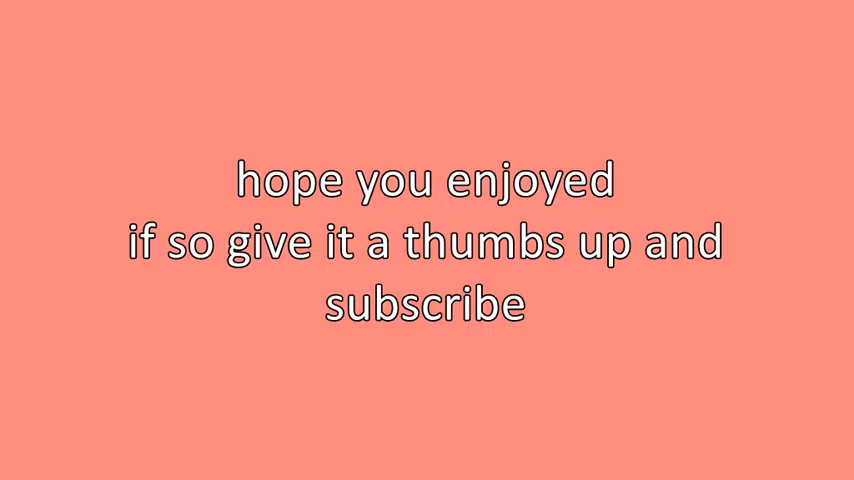 hope you enjoyed
if so give it a thumbs up and
subscribe